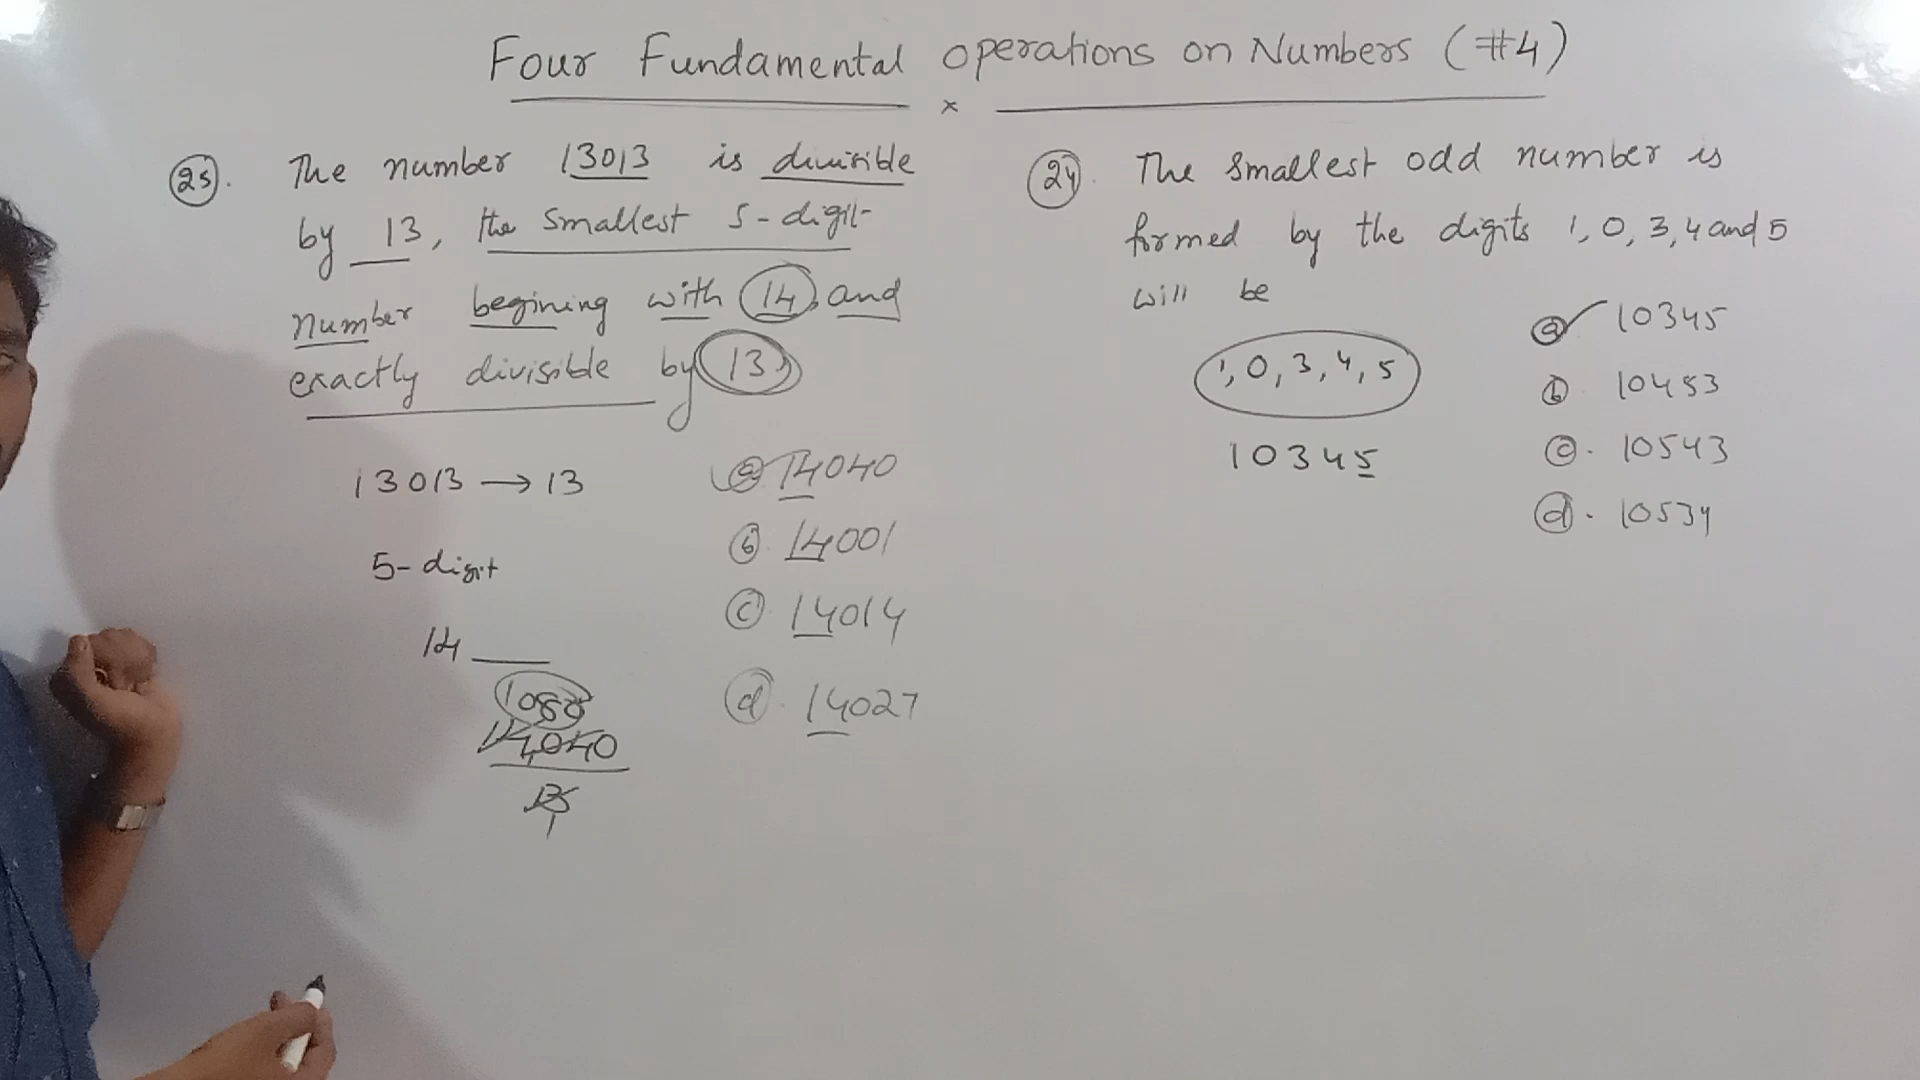 Four Fundamental operations on Numbers (#4)
x
25. The number 13013 is divisible
by 13, the smallest 5-digit
number begining with 14, and
exactly divisible by 13
13013 → 13
5-digit
14
1080
14040
13
1
a 14040
b. 14001
c. 14014
d. 14027
24. The smallest odd number is
formed by the digits 1, 0, 3, 4 and 5
will be
1, 0, 3, 4, 5
10345
a 10345
b 10453
c. 10543
d. 10534